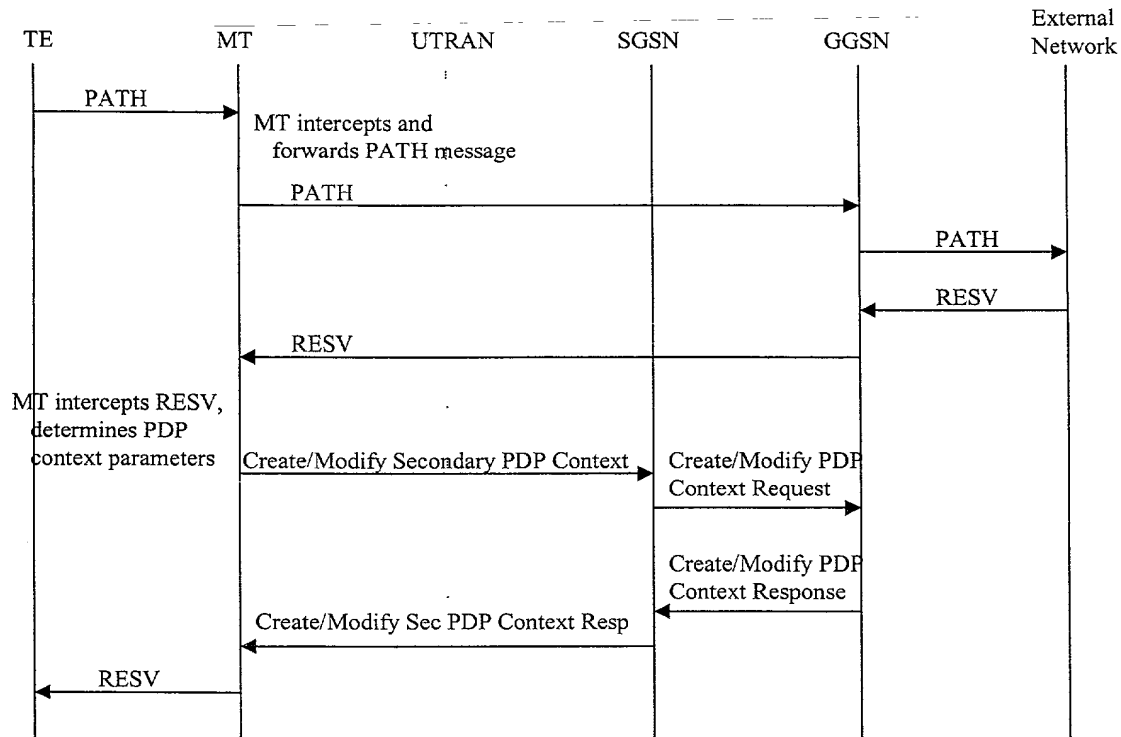 External
Network
TE
MT
UTRAN
SGSN
GGSN
PATH
MT intercepts and
forwards PATH message
PATH
PATH
RESV
RESV
MT intercepts RESV,
determines PDP
context parameters
Create/Modify Secondary PDP Context
Create/Modify PDP
Context Request
Create/Modify PDP
Context Response
Create/Modify Sec PDP Context Resp
RESV